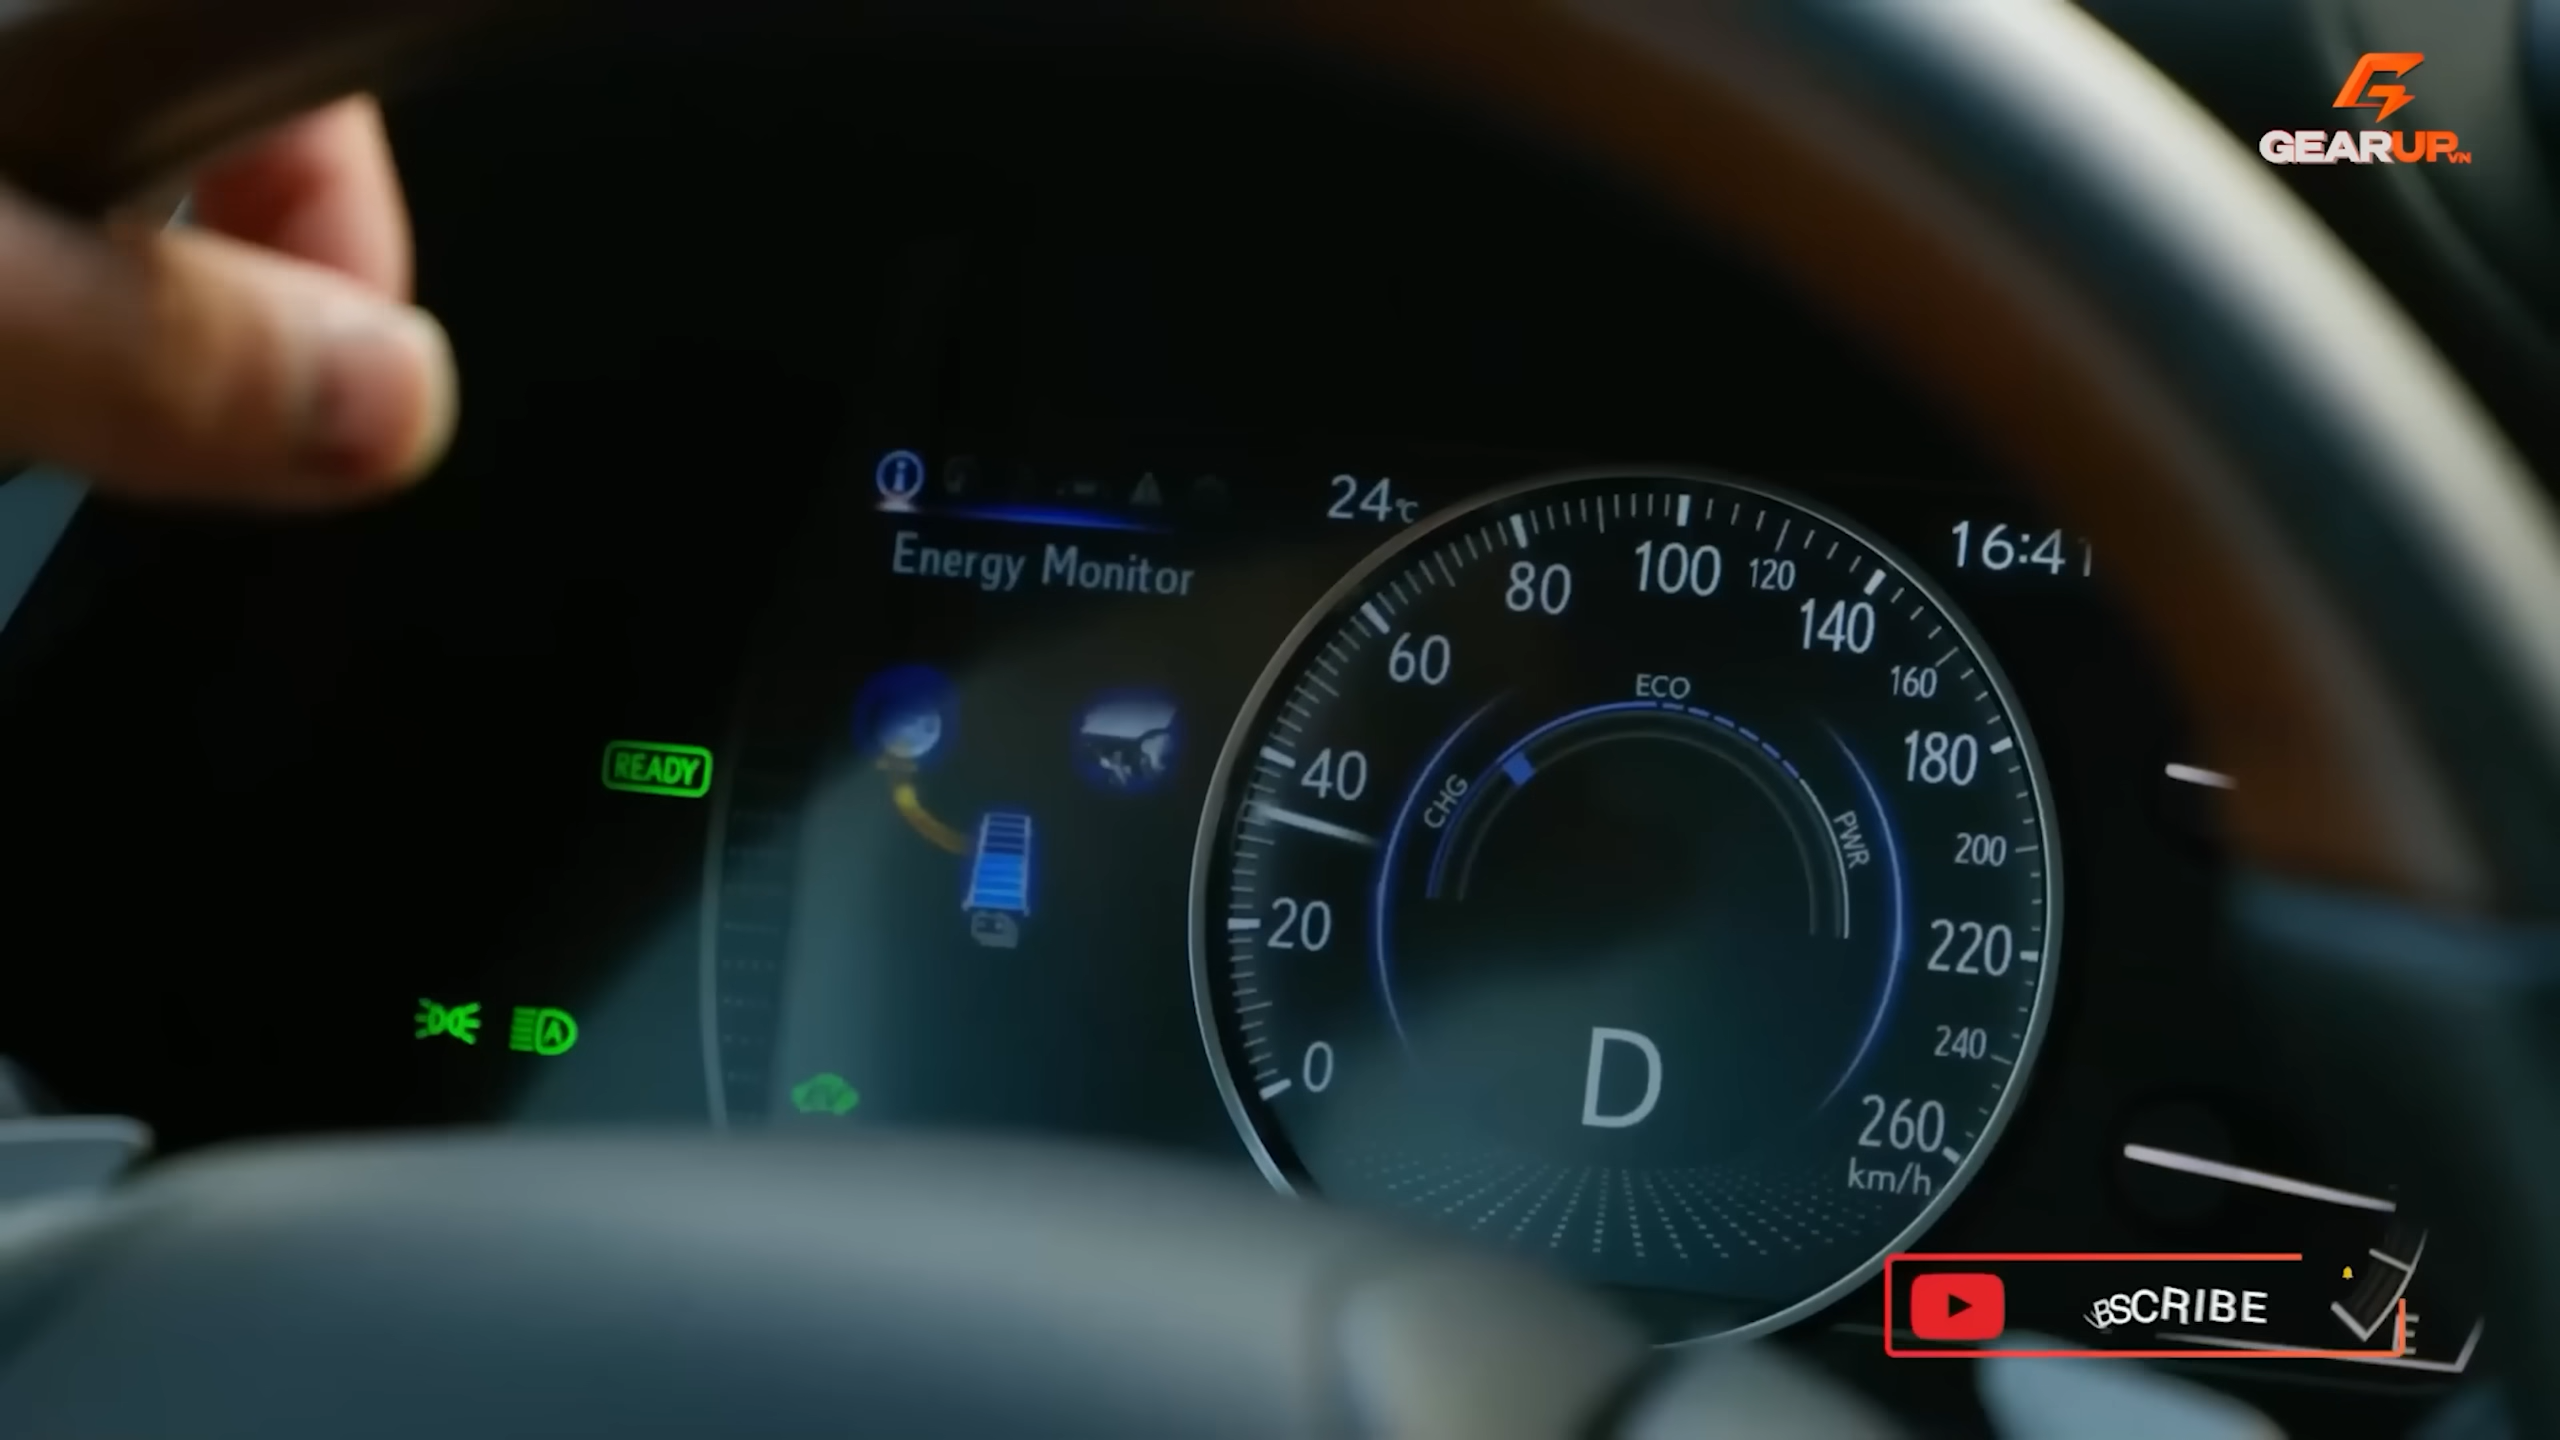 GEARUP VN
24°C
16:41
Energy Monitor
100
120
80
140
60
160
ECO
180
40
READY
CHG
PWR
200
20
220
A
240
0
D
260
km/h
BSCRIBE
E